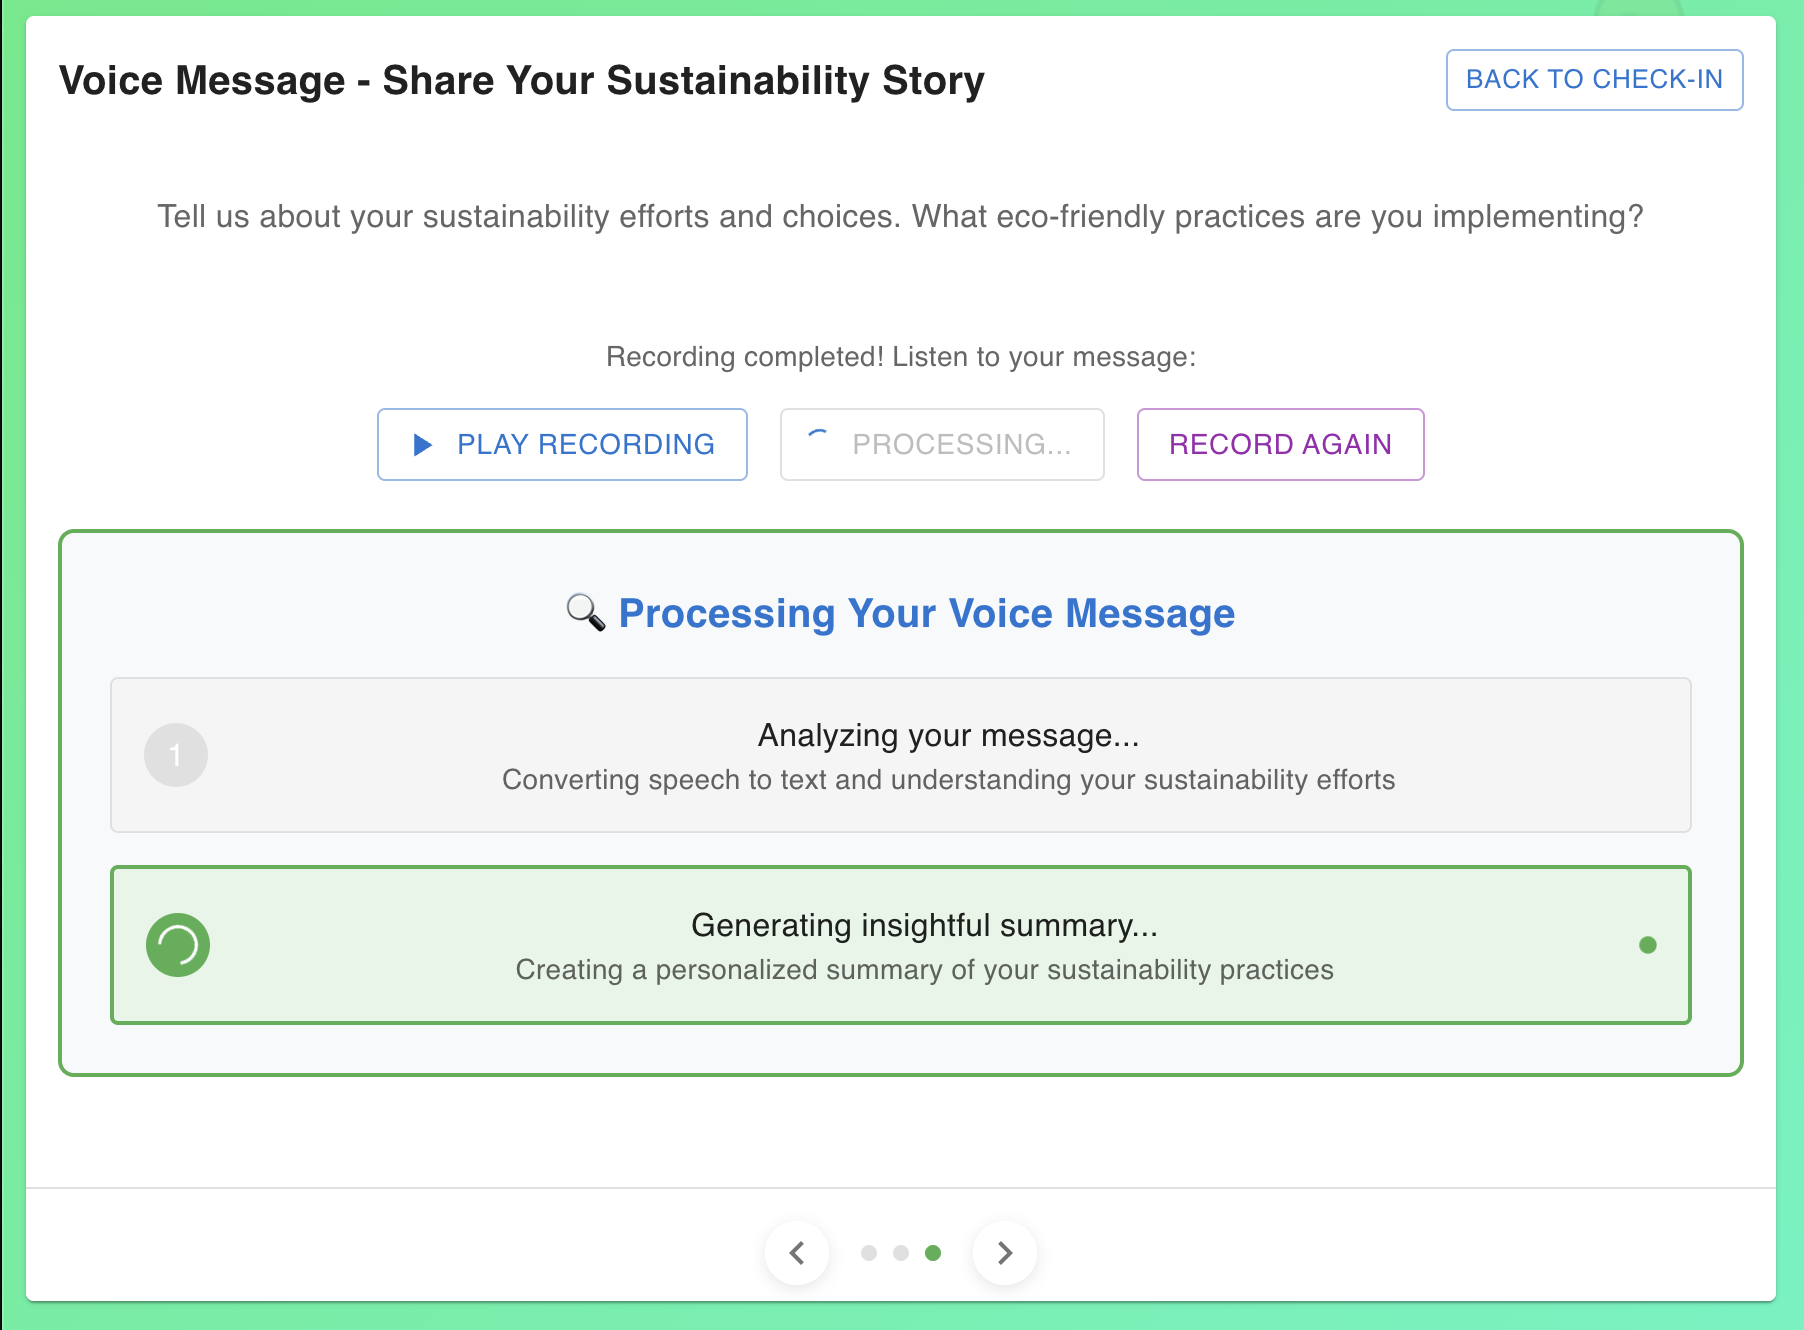 Voice Message - Share Your Sustainability Story
BACK TO CHECK-IN
Tell us about your sustainability efforts and choices. What eco-friendly practices are you implementing?
Recording completed! Listen to your message:
PLAY RECORDING
PROCESSING...
RECORD AGAIN
🔍 Processing Your Voice Message
1
Analyzing your message...
Converting speech to text and understanding your sustainability efforts
Generating insightful summary...
Creating a personalized summary of your sustainability practices